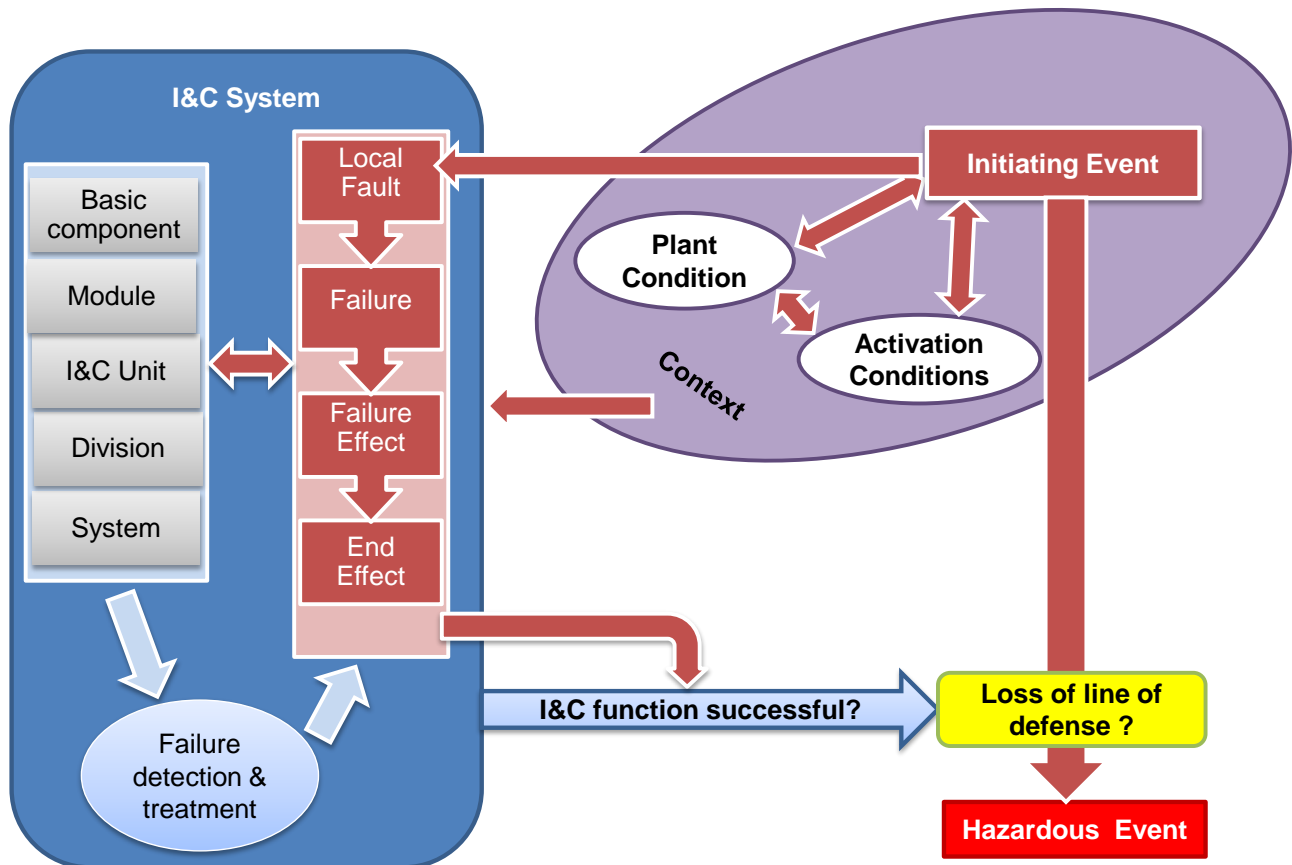 I&C System
Basic
component
Module
I&C Unit
Division
System
Local
Fault
Failure
Failure
Effect
End
Effect
Failure
detection &
treatment
Initiating Event
Plant
Condition
Activation
Conditions
Context
I&C function successful?
Loss of line of
defense ?
Hazardous Event